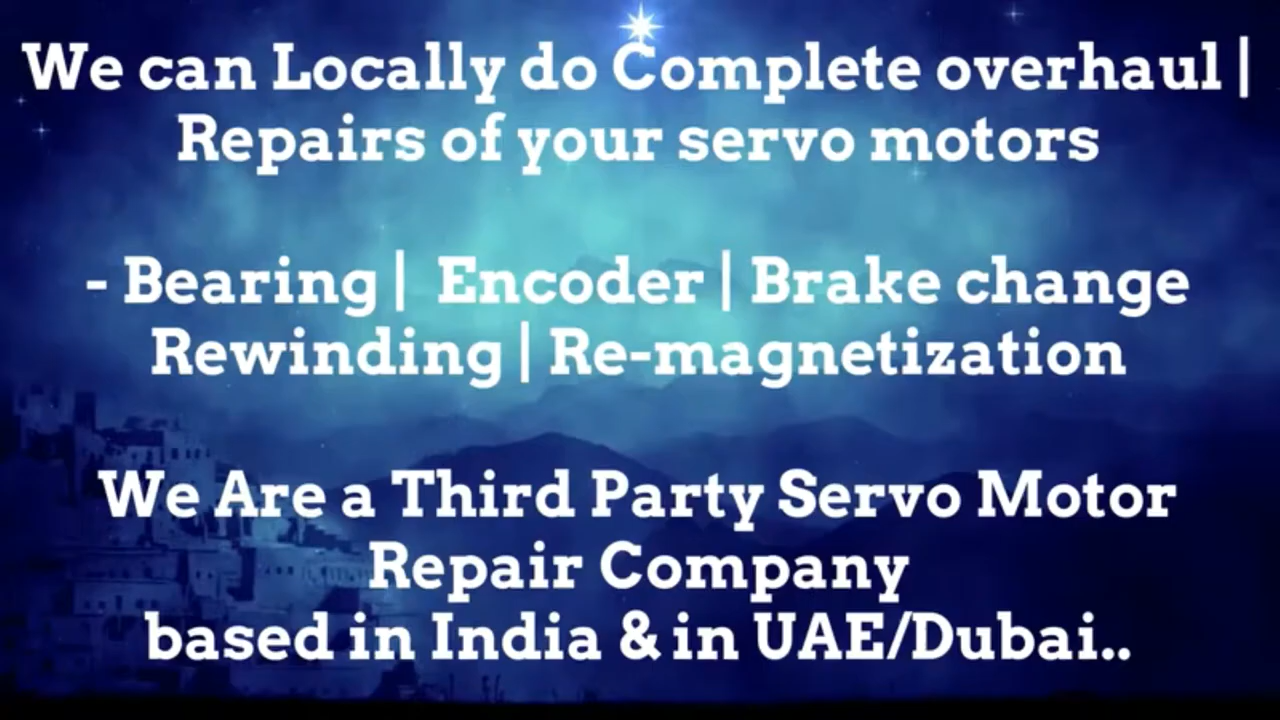 We can Locally do Complete overhaul |
Repairs of your servo motors
- Bearing | Encoder | Brake change
Rewinding | Re-magnetization
We Are a Third Party Servo Motor
Repair Company
based in India & in UAE/Dubai..